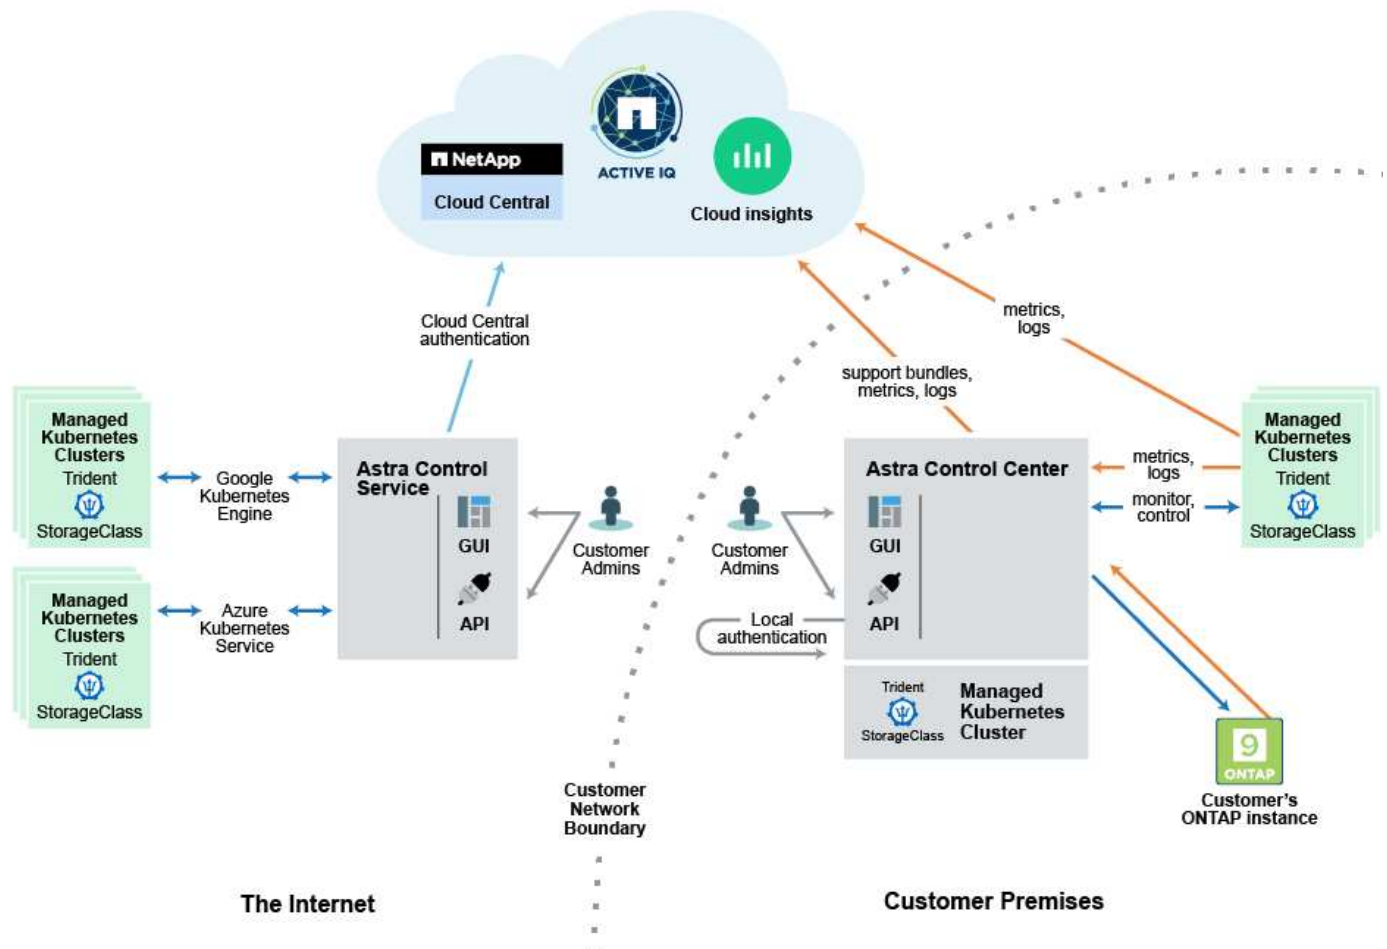 NetApp
Cloud Central
ACTIVE IQ
Cloud insights
Cloud Central
authentication
metrics,
logs
support bundles,
metrics, logs
Managed
Kubernetes
Clusters
Trident
StorageClass
Google
Kubernetes
Engine
Managed
Kubernetes
Clusters
Trident
StorageClass
Azure
Kubernetes
Service
Astra Control
Service
GUI
API
Customer
Admins
Customer
Admins
Local
authentication
Astra Control Center
GUI
API
Trident
StorageClass
Managed
Kubernetes
Cluster
metrics,
logs
monitor,
control
Managed
Kubernetes
Clusters
Trident
StorageClass
9
ONTAP
Customer's
ONTAP instance
Customer
Network
Boundary
The Internet
Customer Premises